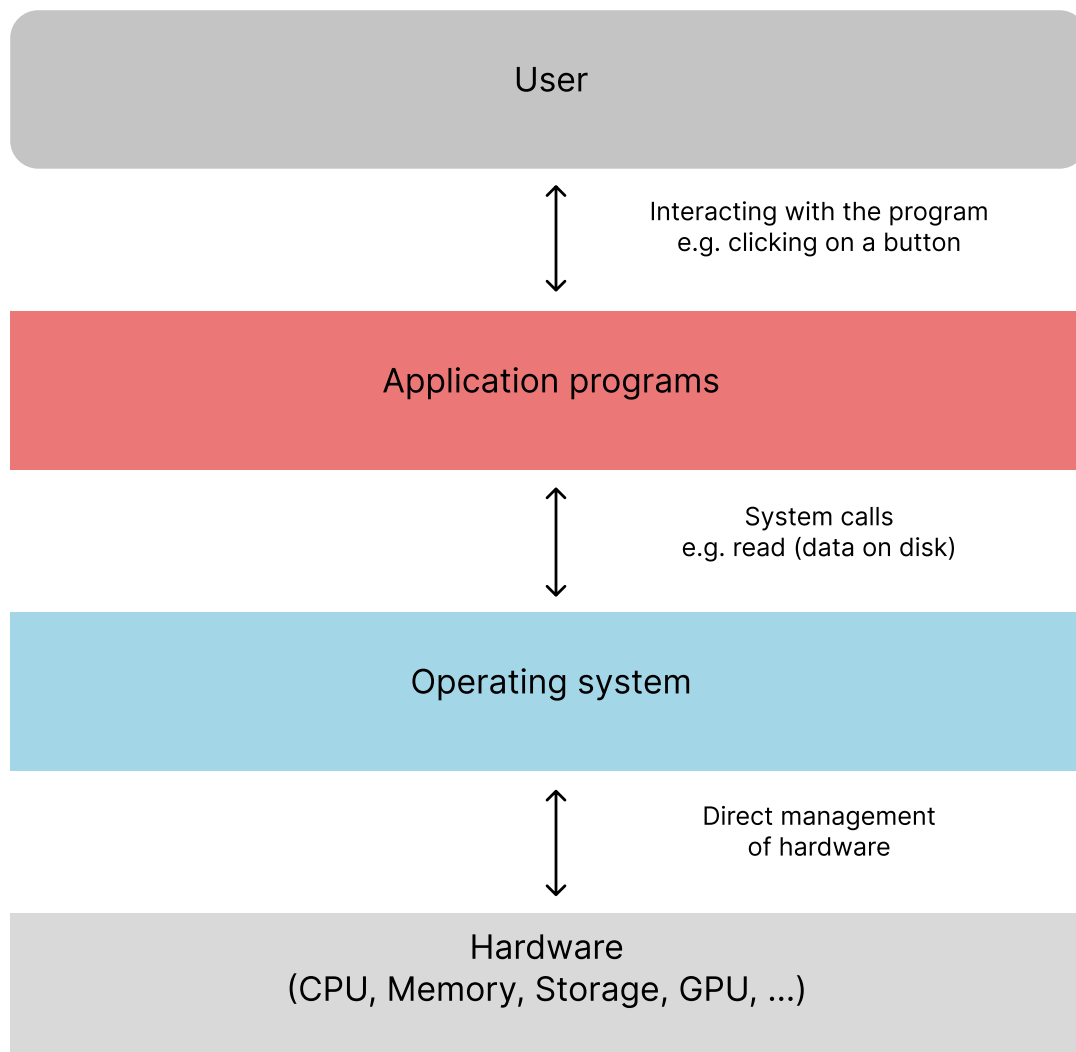 User
Interacting with the program
e.g. clicking on a button
Application programs
System calls
e.g. read (data on disk)
Operating system
Direct management
of hardware
Hardware
(CPU, Memory, Storage, GPU, ...)